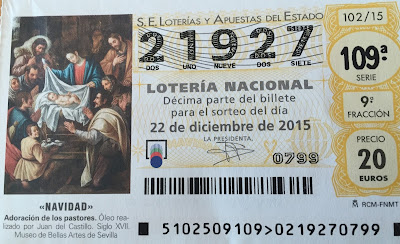 S.E. LOTERÍAS Y APUESTAS DEL ESTADO
102/15
21927
DOS UNO NUEVE DOS SIETE
SIETE
109ª
SERIE
LOTERÍA NACIONAL
Décima parte del billete
para el sorteo del día
22 de diciembre de 2015
LA PRESIDENTA,
0799
9ª
FRACCIÓN
PRECIO
20
EUROS
RCM-FNMT
«NAVIDAD»
Adoración de los pastores. Óleo rea-
lizado por Juan del Castillo. Siglo XVII.
Museo de Bellas Artes de Sevilla
5102509109>0219270799